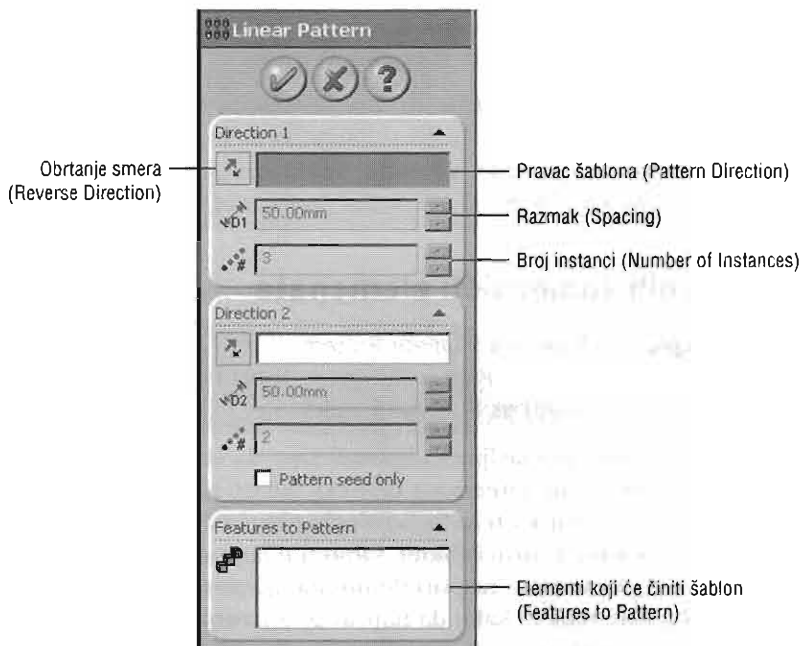 Linear Pattern
Direction 1
Obrtanje smera
(Reverse Direction)
Pravac šablona (Pattern Direction)
D1
50.00mm
Razmak (Spacing)
#
3
Broj instanci (Number of Instances)
Direction 2
D2
50.00mm
#
2
Pattern seed only
Features to Pattern
Elementi koji će činiti šablon
(Features to Pattern)